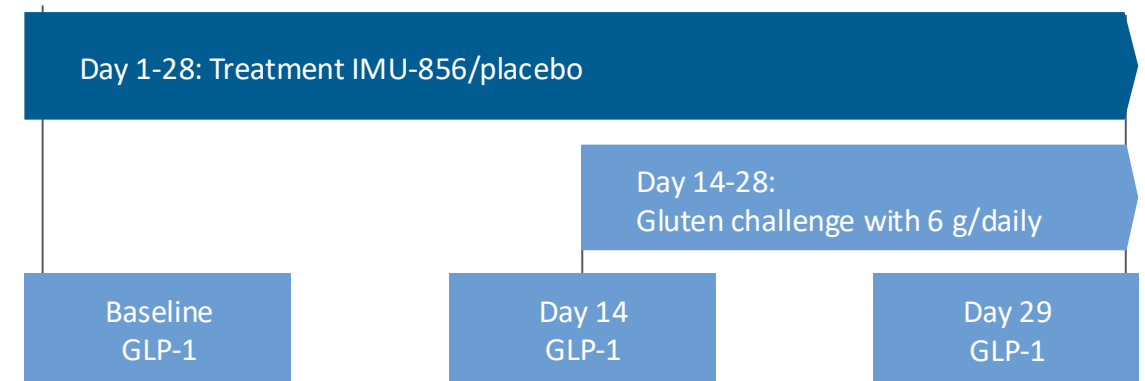 Day 1-28: Treatment IMU-856/placebo
Day 14-28:
Gluten challenge with 6 g/daily
Baseline
GLP-1
Day 14
GLP-1
Day 29
GLP-1